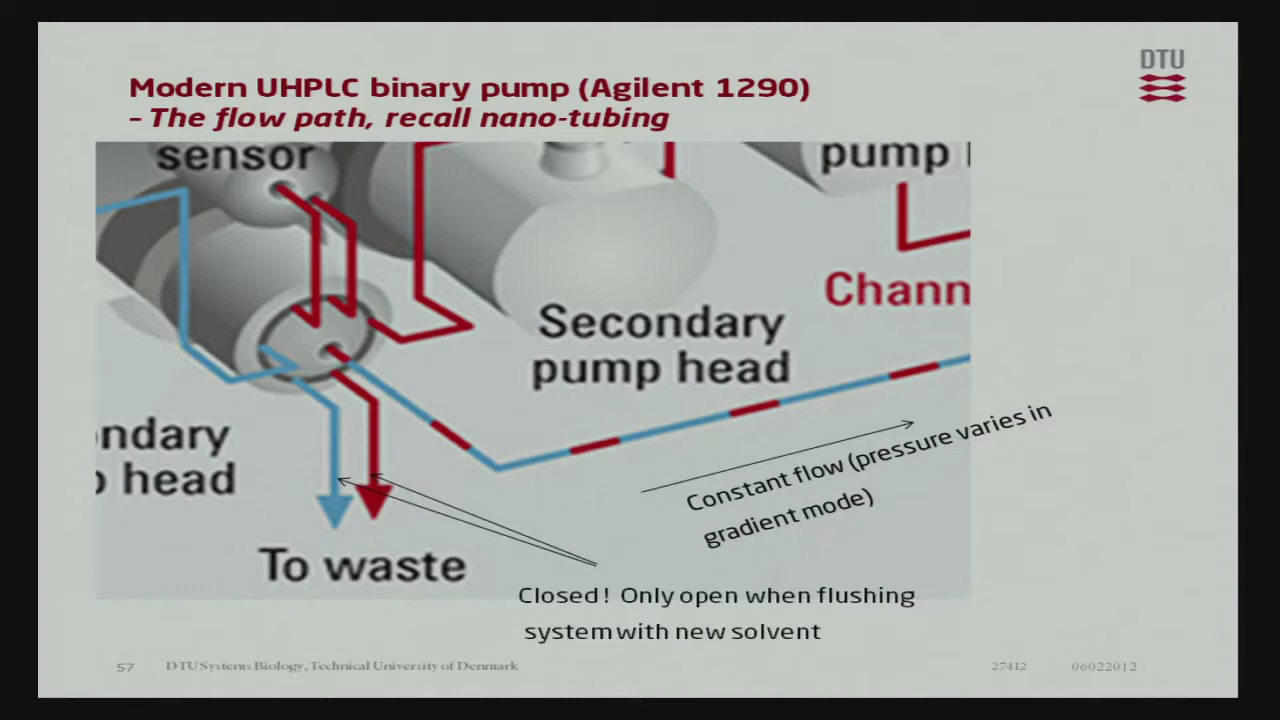 DTU
Modern UHPLC binary pump (Agilent 1290)
– The flow path, recall nano-tubing
sensor
pump
Chann
Secondary
pump head
ndary
head
To waste
Constant flow (pressure varies in
gradient mode)
Closed! Only open when flushing
system with new solvent
57 DTU Systems Biology, Technical University of Denmark 27412 06022012